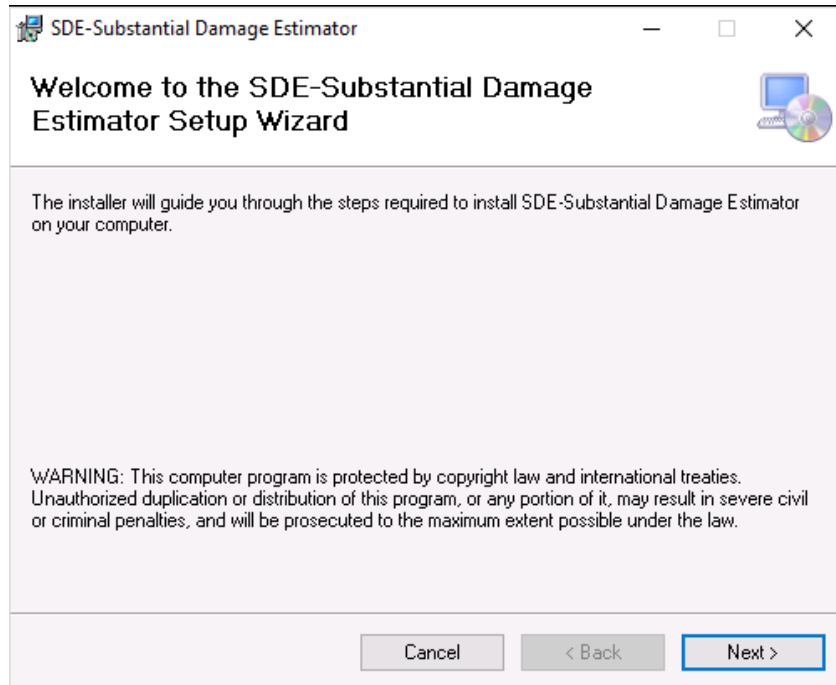 SDE-Substantial Damage Estimator
Welcome to the SDE-Substantial Damage
Estimator Setup Wizard
The installer will guide you through the steps required to install SDE-Substantial Damage Estimator
on your computer.
WARNING: This computer program is protected by copyright law and international treaties.
Unauthorized duplication or distribution of this program, or any portion of it, may result in severe civil
or criminal penalties, and will be prosecuted to the maximum extent possible under the law.
Cancel < Back Next >